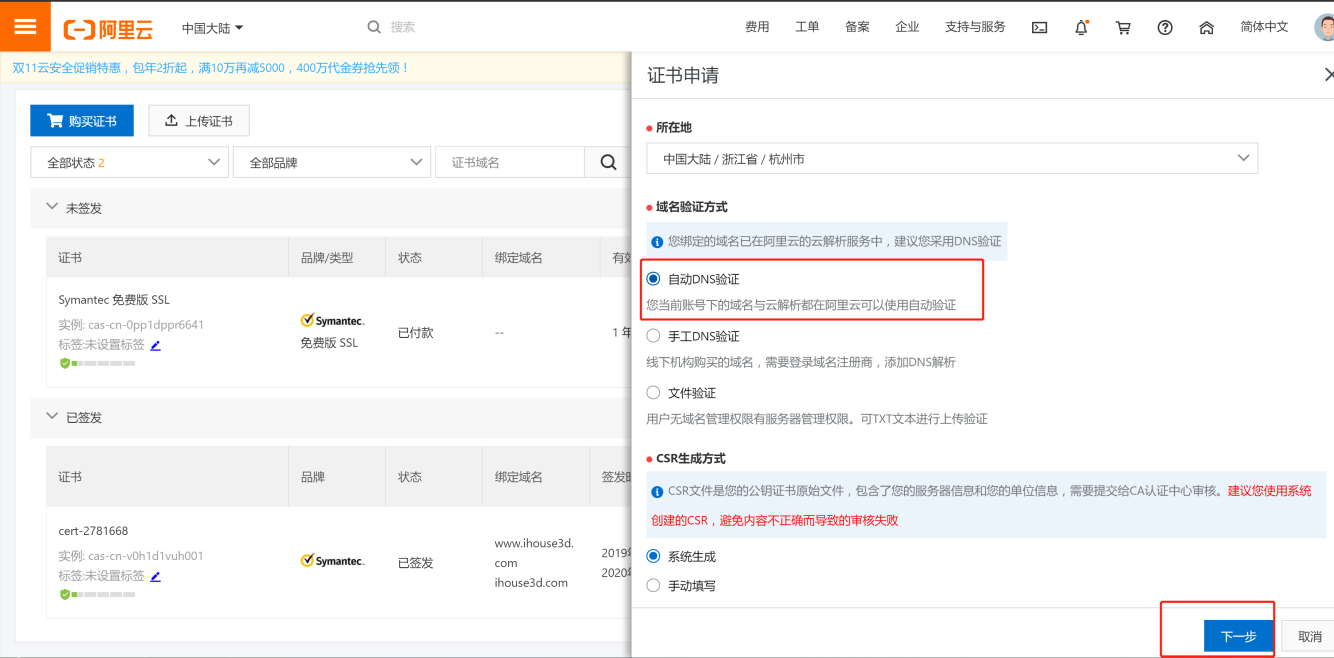 阿里云
中国大陆
搜索
费用
工单
备案
企业
支持与服务
简体中文
双11云安全促销特惠，包年2折起，满10万再减5000，400万代金券抢先领！
购买证书
上传证书
全部状态 2
全部品牌
证书域名
未签发
证书
品牌/类型
状态
绑定域名
Symantec 免费版 SSL
实例: cas-cn-0pp1dppr6641
标签:未设置标签
Symantec.
免费版 SSL
已付款
--
1 年
已签发
证书
品牌
状态
绑定域名
cert-2781668
实例: cas-cn-v0h1d1vuh001
标签:未设置标签
Symantec.
已签发
www.ihouse3d.
com
ihouse3d.com
证书申请
所在地
中国大陆 / 浙江省 / 杭州市
域名验证方式
您绑定的域名已在阿里云的云解析服务中，建议您采用DNS验证
自动DNS验证
您当前账号下的域名与云解析都在阿里云可以使用自动验证
手工DNS验证
线下机构购买的域名，需要登录域名注册商，添加DNS解析
文件验证
用户无域名管理权限有服务器管理权限。可TXT文本进行上传验证
CSR生成方式
CSR文件是您的公钥证书原始文件，包含了您的服务器信息和您的单位信息，需要提交给CA认证中心审核。建议您使用系统
创建的CSR，避免内容不正确而导致的审核失败
系统生成
手动填写
下一步
取消